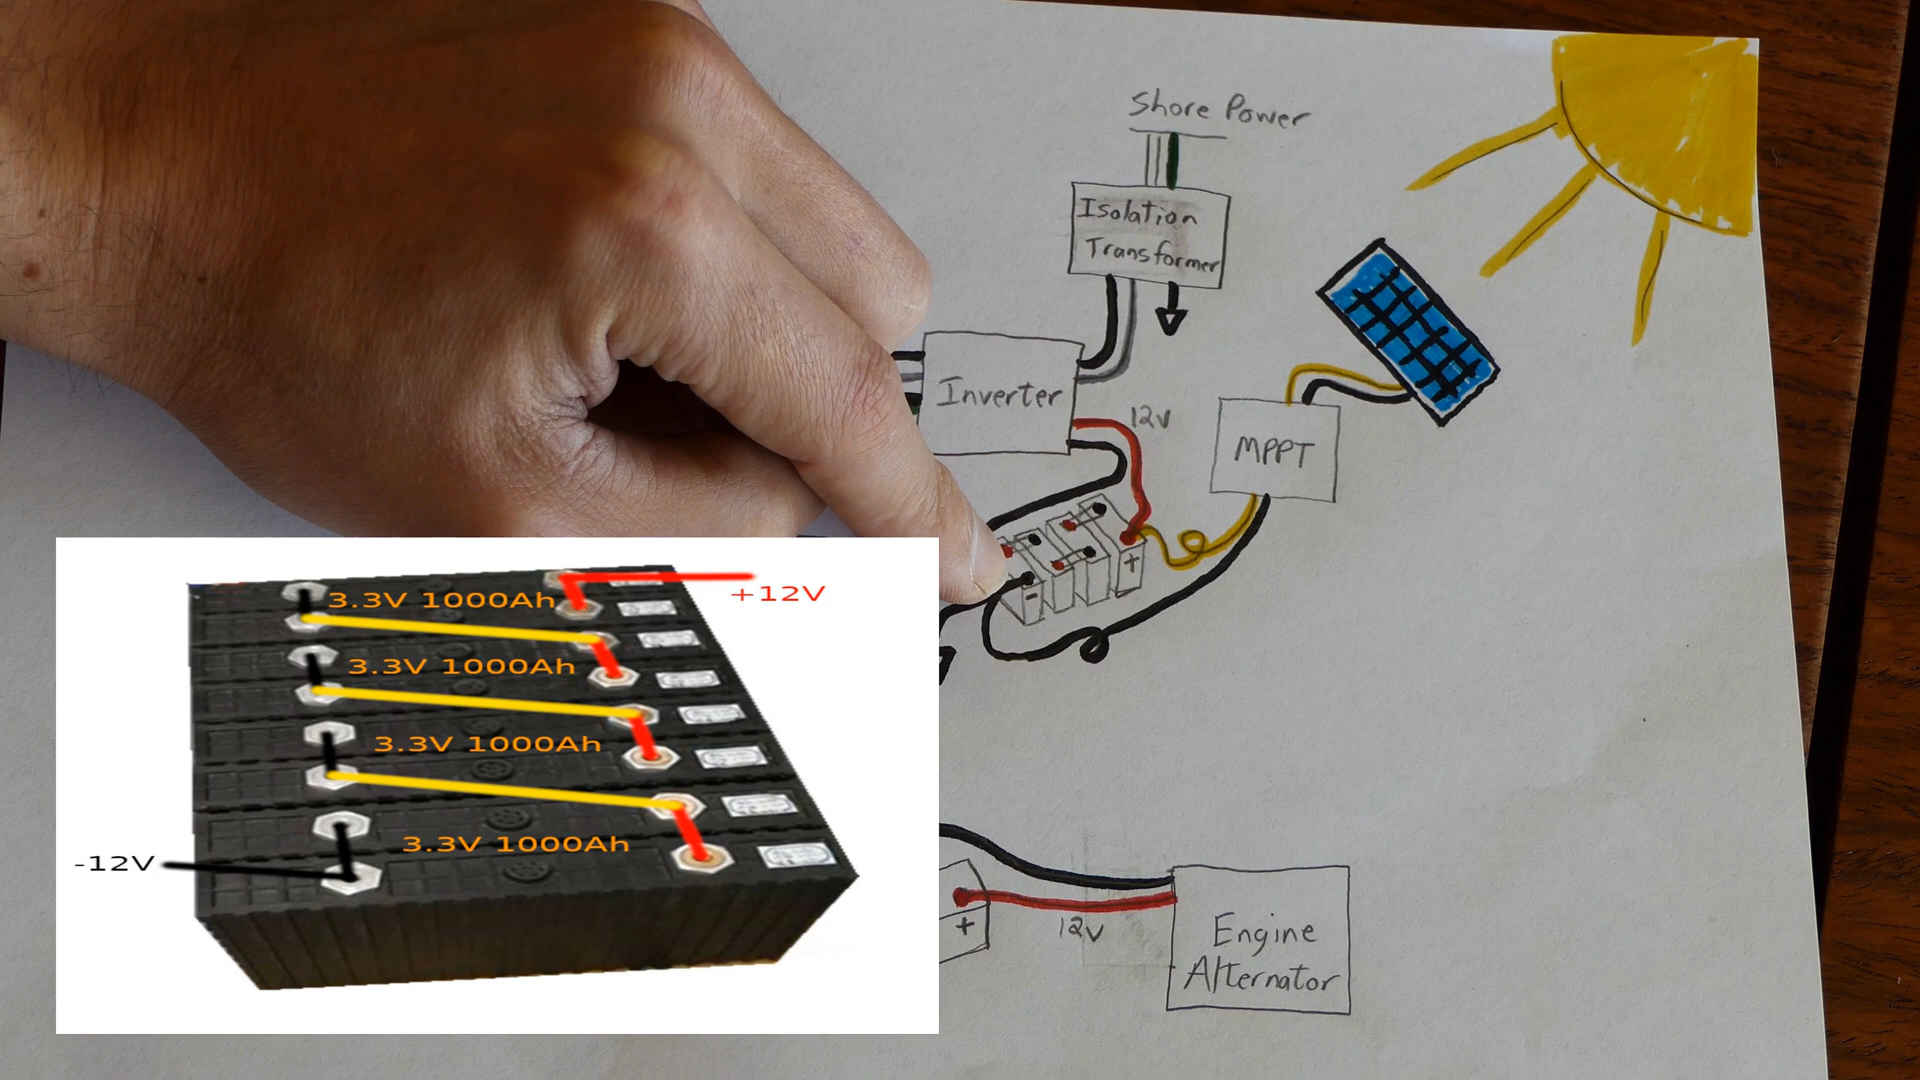 Shore Power
Isolation
Transformer
Inverter
12V
MPPT
+
-
+12V
3.3V 1000Ah
3.3V 1000Ah
3.3V 1000Ah
3.3V 1000Ah
-12V
+
12V
Engine
Alternator